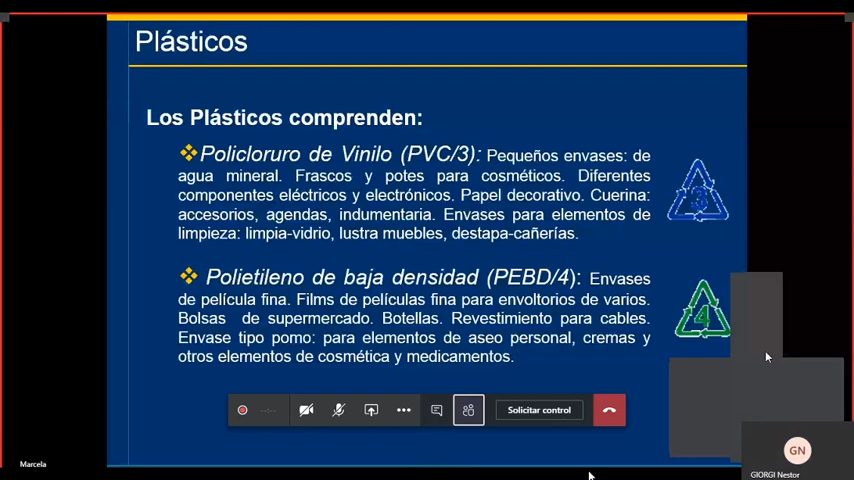 Plásticos
Los Plásticos comprenden:
Policloruro de Vinilo (PVC/3): Pequeños envases: de
agua mineral. Frascos y potes para cosméticos. Diferentes
componentes eléctricos y electrónicos. Papel decorativo. Cuerina:
accesorios, agendas, indumentaria. Envases para elementos de
limpieza: limpia-vidrio, lustra muebles, destapa-cañerías.
3
Polietileno de baja densidad (PEBD/4): Envases
de película fina. Films de películas fina para envoltorios de varios.
Bolsas de supermercado. Botellas. Revestimiento para cables.
Envase tipo pomo: para elementos de aseo personal, cremas y
otros elementos de cosmética y medicamentos.
4
--:--
Solicitar control
GN
Marcela
GIORGI Nestor